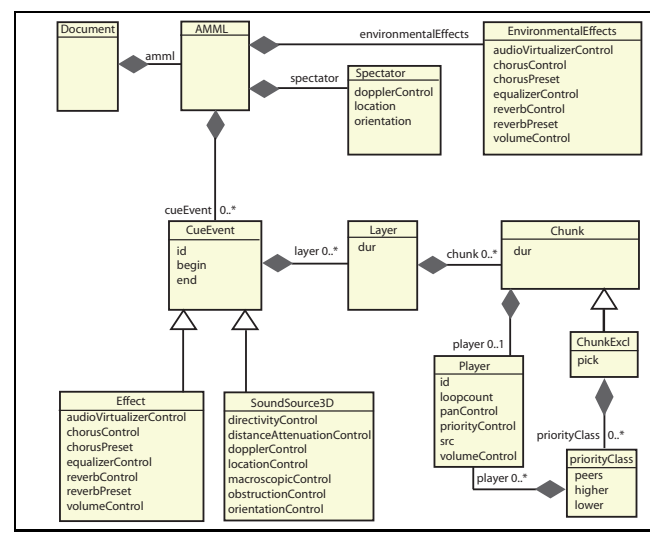 Document
amml
AMML
environmentalEffects
EnvironmentalEffects
audioVirtualizerControl
chorusControl
chorusPreset
equalizerControl
reverbControl
reverbPreset
volumeControl
spectator
Spectator
dopplerControl
location
orientation
cueEvent 0..*
CueEvent
id
begin
end
layer 0..*
Layer
dur
chunk 0..*
Chunk
dur
player 0..1
ChunkExcl
pick
Effect
audioVirtualizerControl
chorusControl
chorusPreset
equalizerControl
reverbControl
reverbPreset
volumeControl
SoundSource3D
directivityControl
distanceAttenuationControl
dopplerControl
locationControl
macroscopicControl
obstructionControl
orientationControl
Player
id
loopcount
panControl
priorityControl
src
volumeControl
priorityClass 0..*
priorityClass
peers
higher
lower
player 0..*